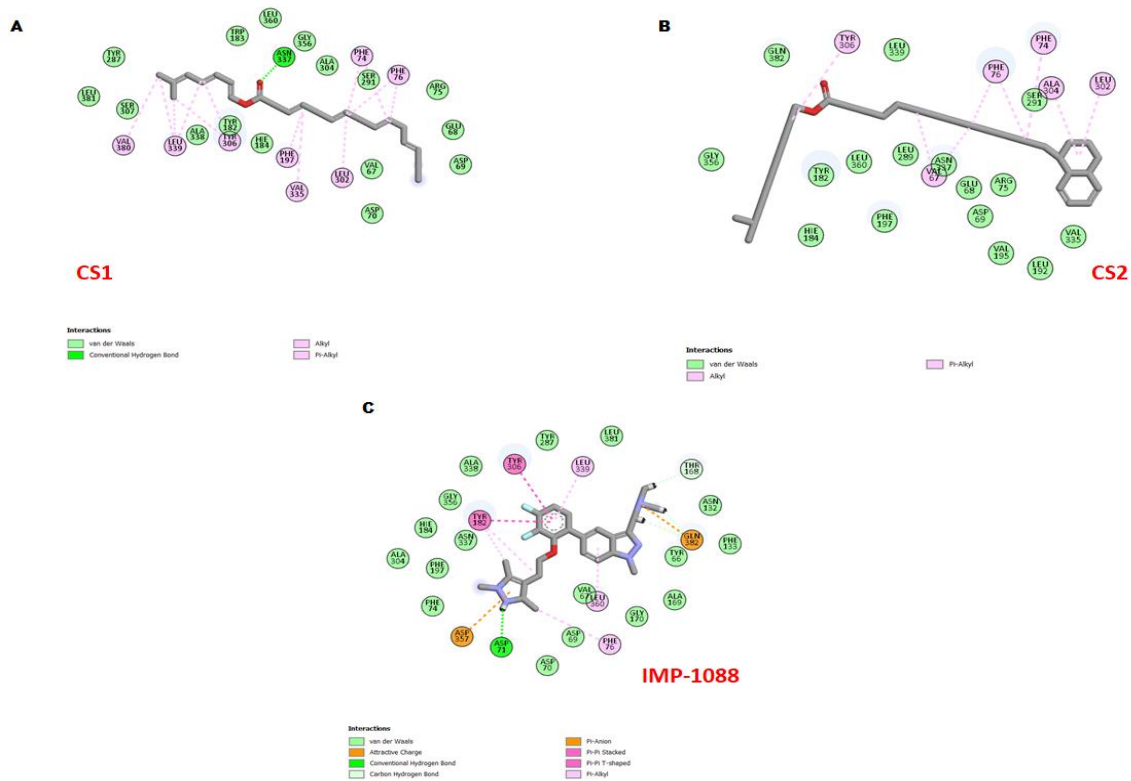 A
LEU 360
TRP 183
GLY 356
TYR 287
ASN 337
ALA 304
PHE 74
SER 291
PHE 76
LEU 381
ARG 75
SER 307
TYR 182
GLU 68
VAL 380
LEU 339
ALA 338
TYR 306
HIE 184
PHE 197
VAL 67
ASP 69
LEU 302
VAL 335
ASP 70
CS1
Interactions
van der Waals
Conventional Hydrogen Bond
Alkyl
Pi-Alkyl
B
TYR 306
PHE 74
GLN 382
LEU 339
PHE 76
ALA 304
LEU 302
SER 291
GLY 356
TYR 182
LEU 360
LEU 289
ASN 337
VAL 67
GLU 68
ARG 75
HIE 184
PHE 197
ASP 69
VAL 335
VAL 195
LEU 192
CS2
Interactions
van der Waals
Alkyl
Pi-Alkyl
C
TYR 287
LEU 381
ALA 338
TYR 306
LEU 339
THR 168
GLY 356
ASN 132
HIE 184
TYR 182
ASN 337
GLN 382
PHE 133
ALA 304
PHE 197
TYR 66
PHE 74
VAL 67
LEU 360
ALA 169
GLY 170
ASP 357
ASP 71
ASP 69
PHE 76
ASP 70
IMP-1088
Interactions
van der Waals
Attractive Charge
Conventional Hydrogen Bond
Carbon Hydrogen Bond
Pi-Anion
Pi-Pi Stacked
Pi-Pi T-shaped
Pi-Alkyl